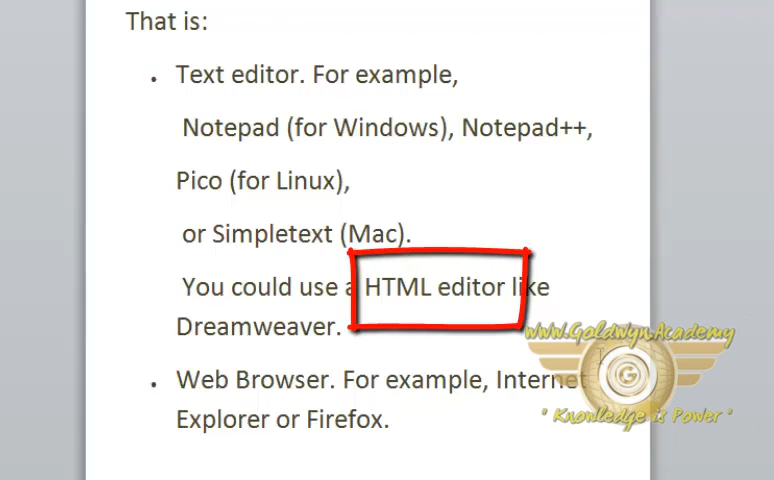 That is:
• Text editor. For example,
Notepad (for Windows), Notepad++,
Pico (for Linux),
or Simpletext (Mac).
You could use a HTML editor like
Dreamweaver.
www.GoldwynAcademy
• Web Browser. For example, Internet
Explorer or Firefox.
G
" Knowledge is Power "